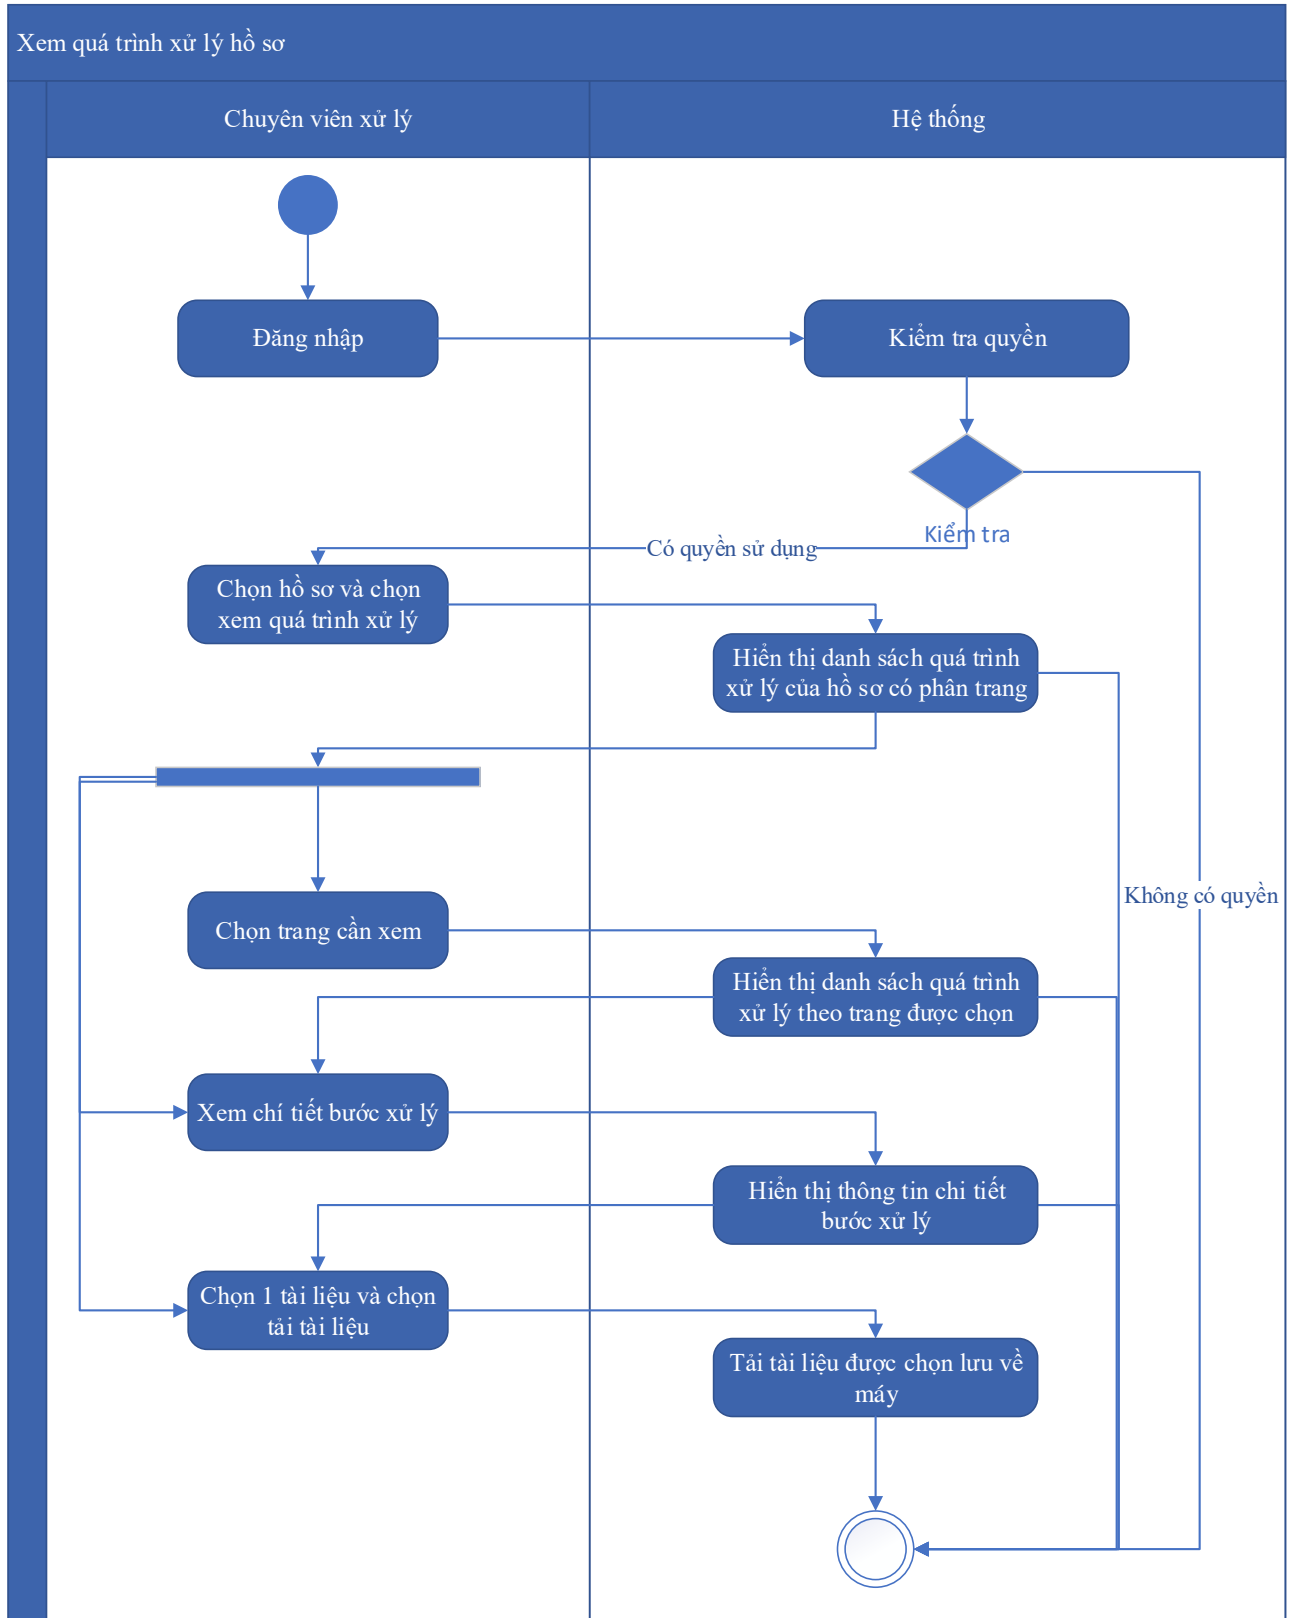 Xem quá trình xử lý hồ sơ
Chuyên viên xử lý
Hệ thống
Đăng nhập
Kiểm tra quyền
Kiểm tra
Có quyền sử dụng
Chọn hồ sơ và chọn
xem quá trình xử lý
Hiển thị danh sách quá trình
xử lý của hồ sơ có phân trang
Không có quyền
Chọn trang cần xem
Hiển thị danh sách quá trình
xử lý theo trang được chọn
Xem chí tiết bước xử lý
Hiển thị thông tin chi tiết
bước xử lý
Chọn 1 tài liệu và chọn
tải tài liệu
Tải tài liệu được chọn lưu về
máy